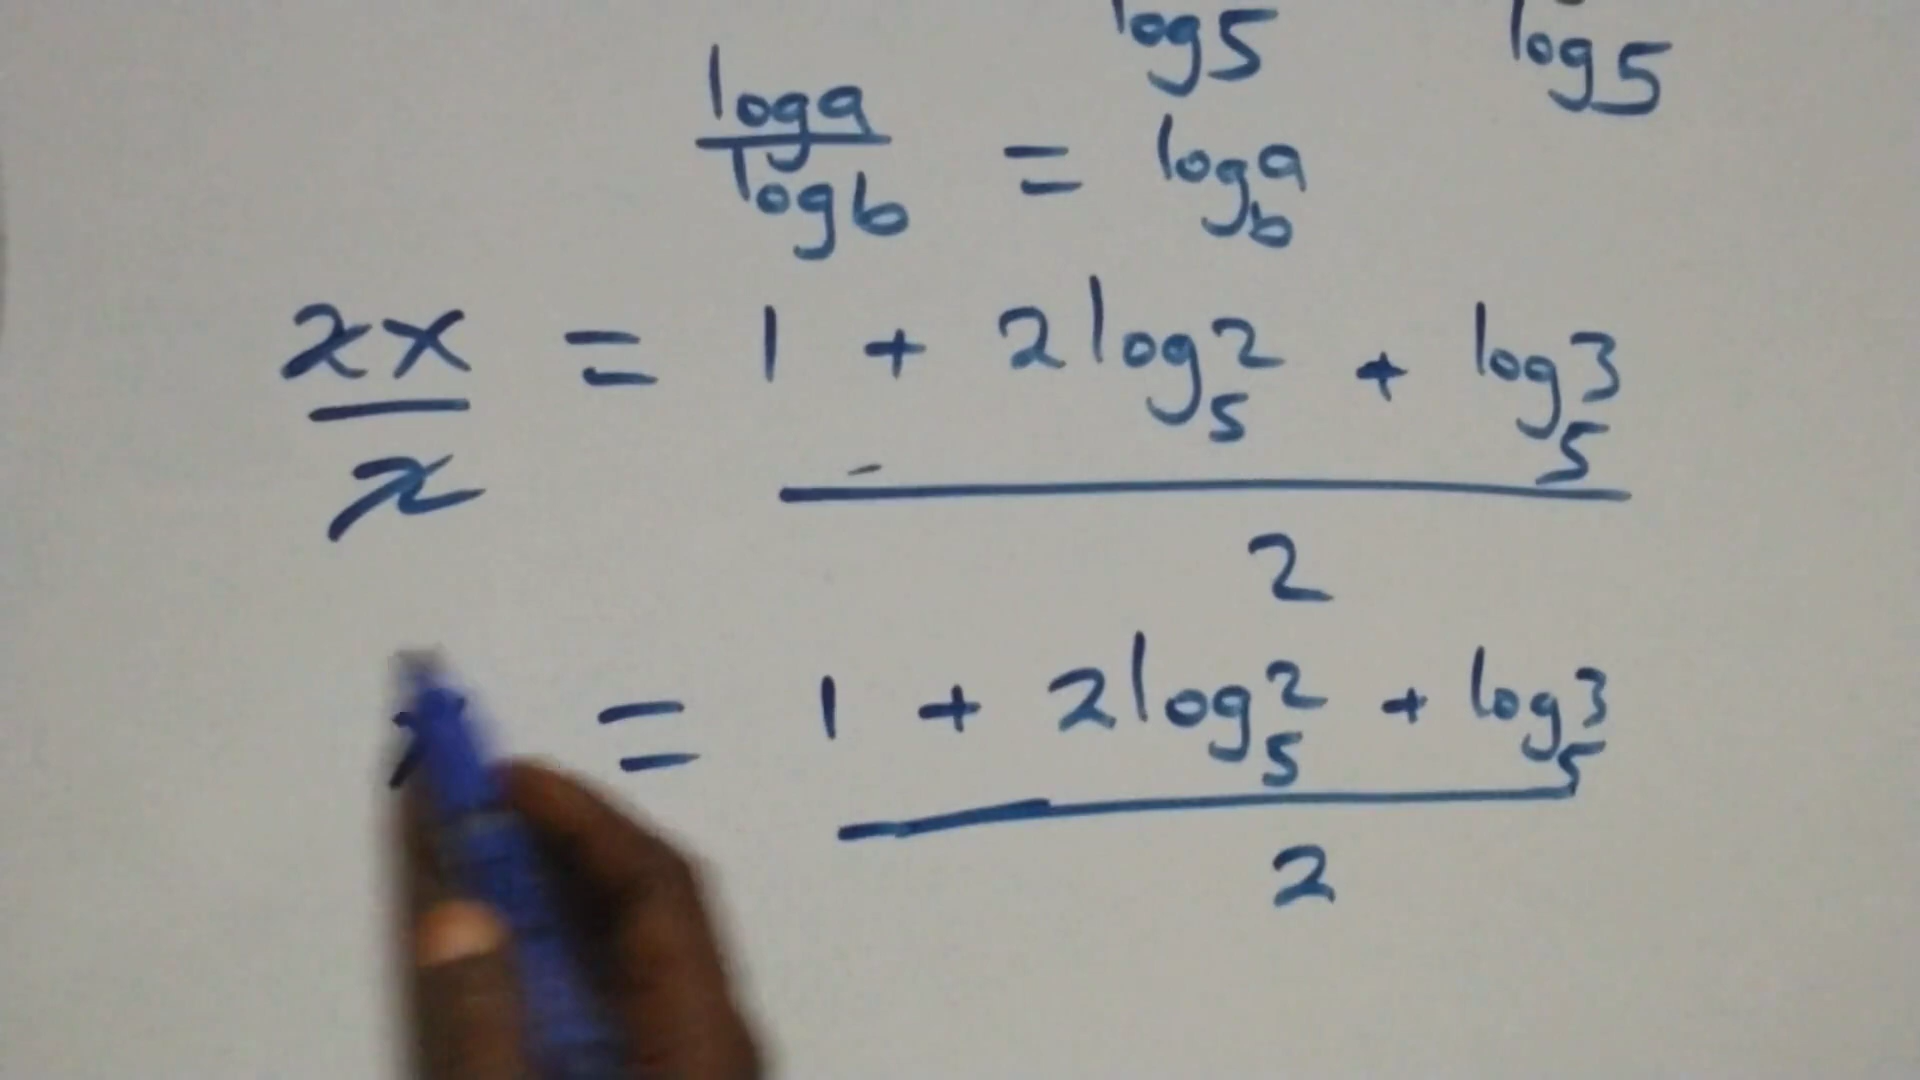 log5 log5
loga/logb = log_b a
2x/2 = 1 + 2log_5 2 + log_5 3 / 2
x = 1 + 2log_5 2 + log_5 3 / 2